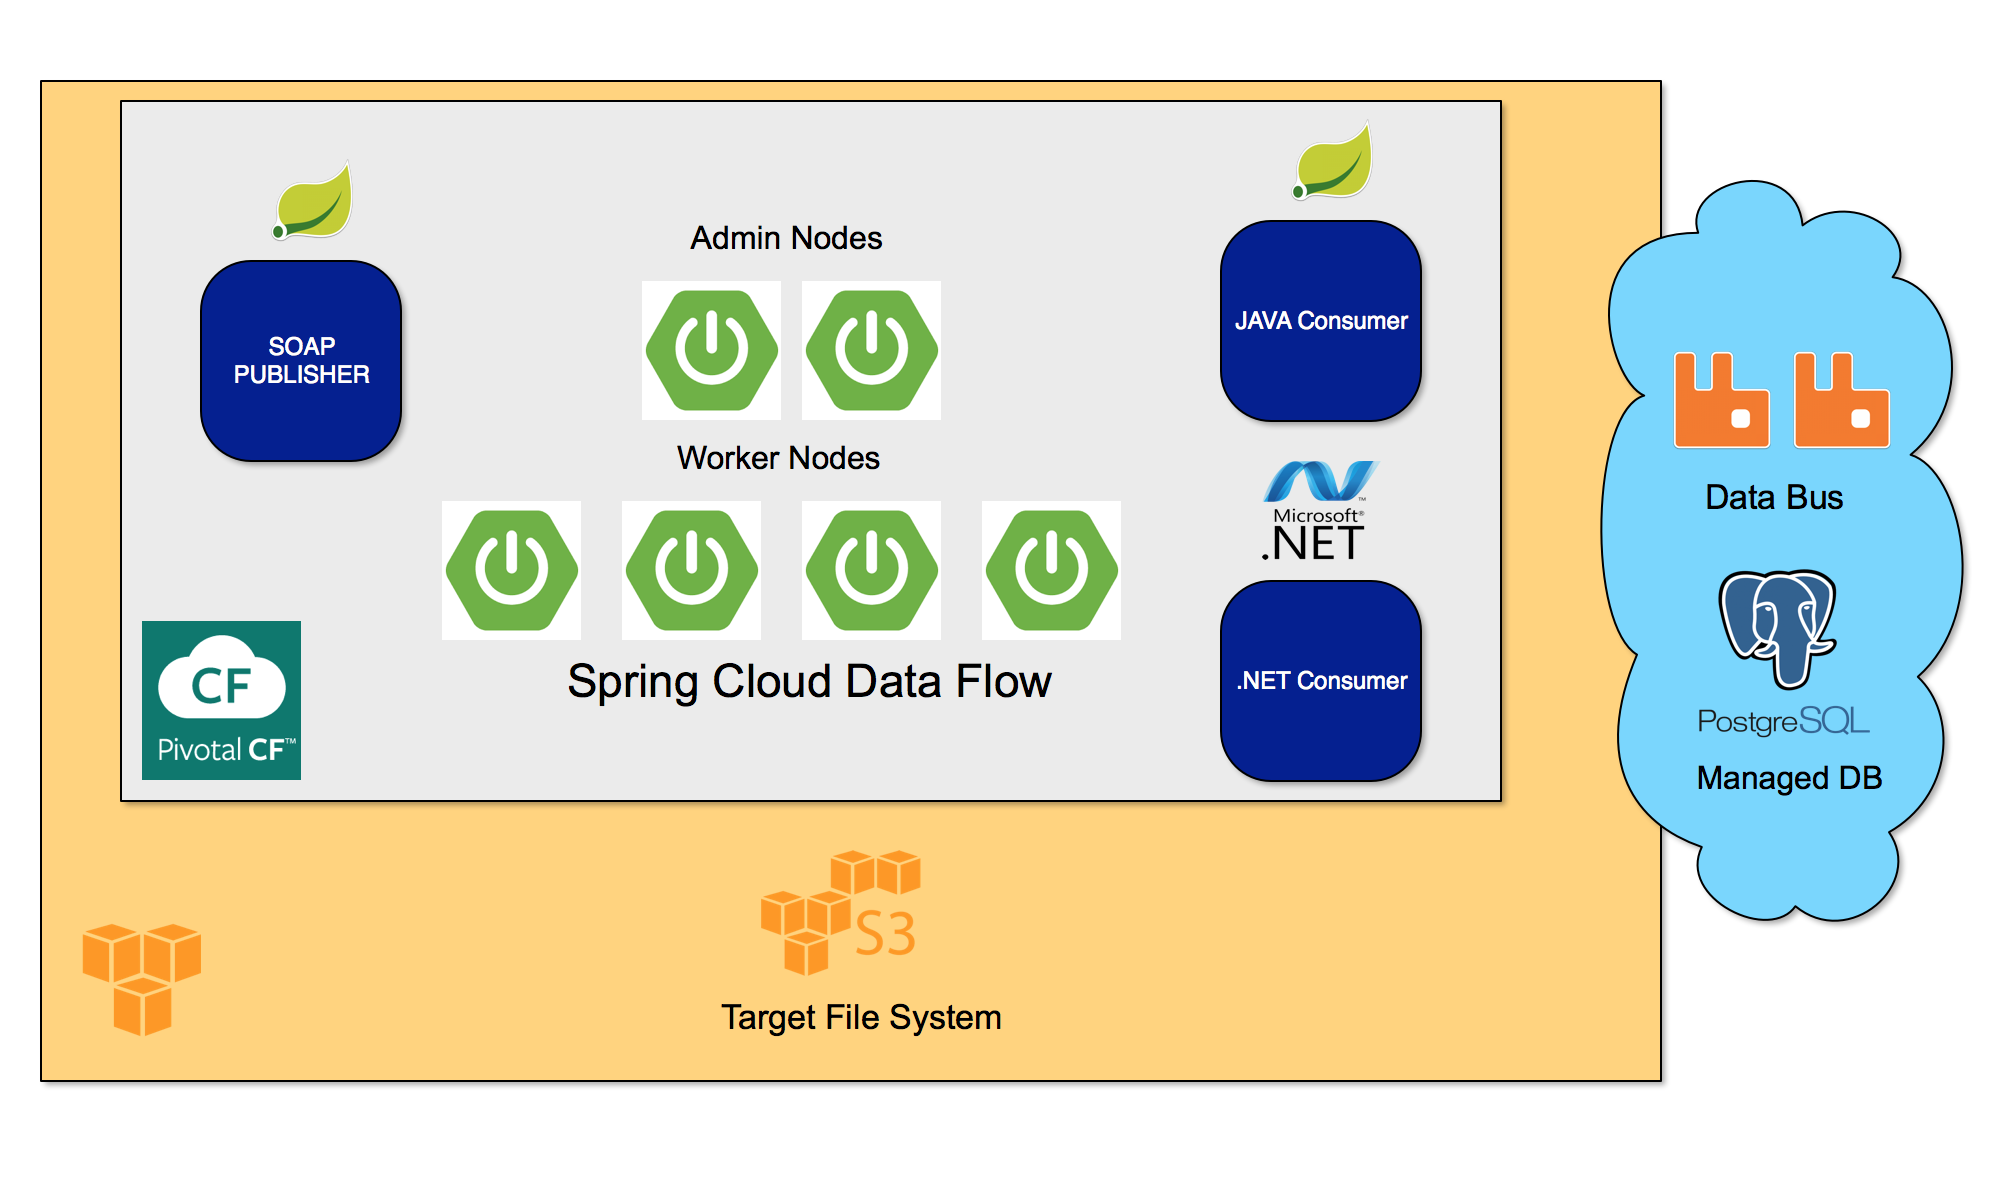 Admin Nodes
SOAP
PUBLISHER
JAVA Consumer
Worker Nodes
Microsoft®
.NET
™
Data Bus
Spring Cloud Data Flow
.NET Consumer
CF
Pivotal CF™
PostgreSQL
Managed DB
S3
Target File System